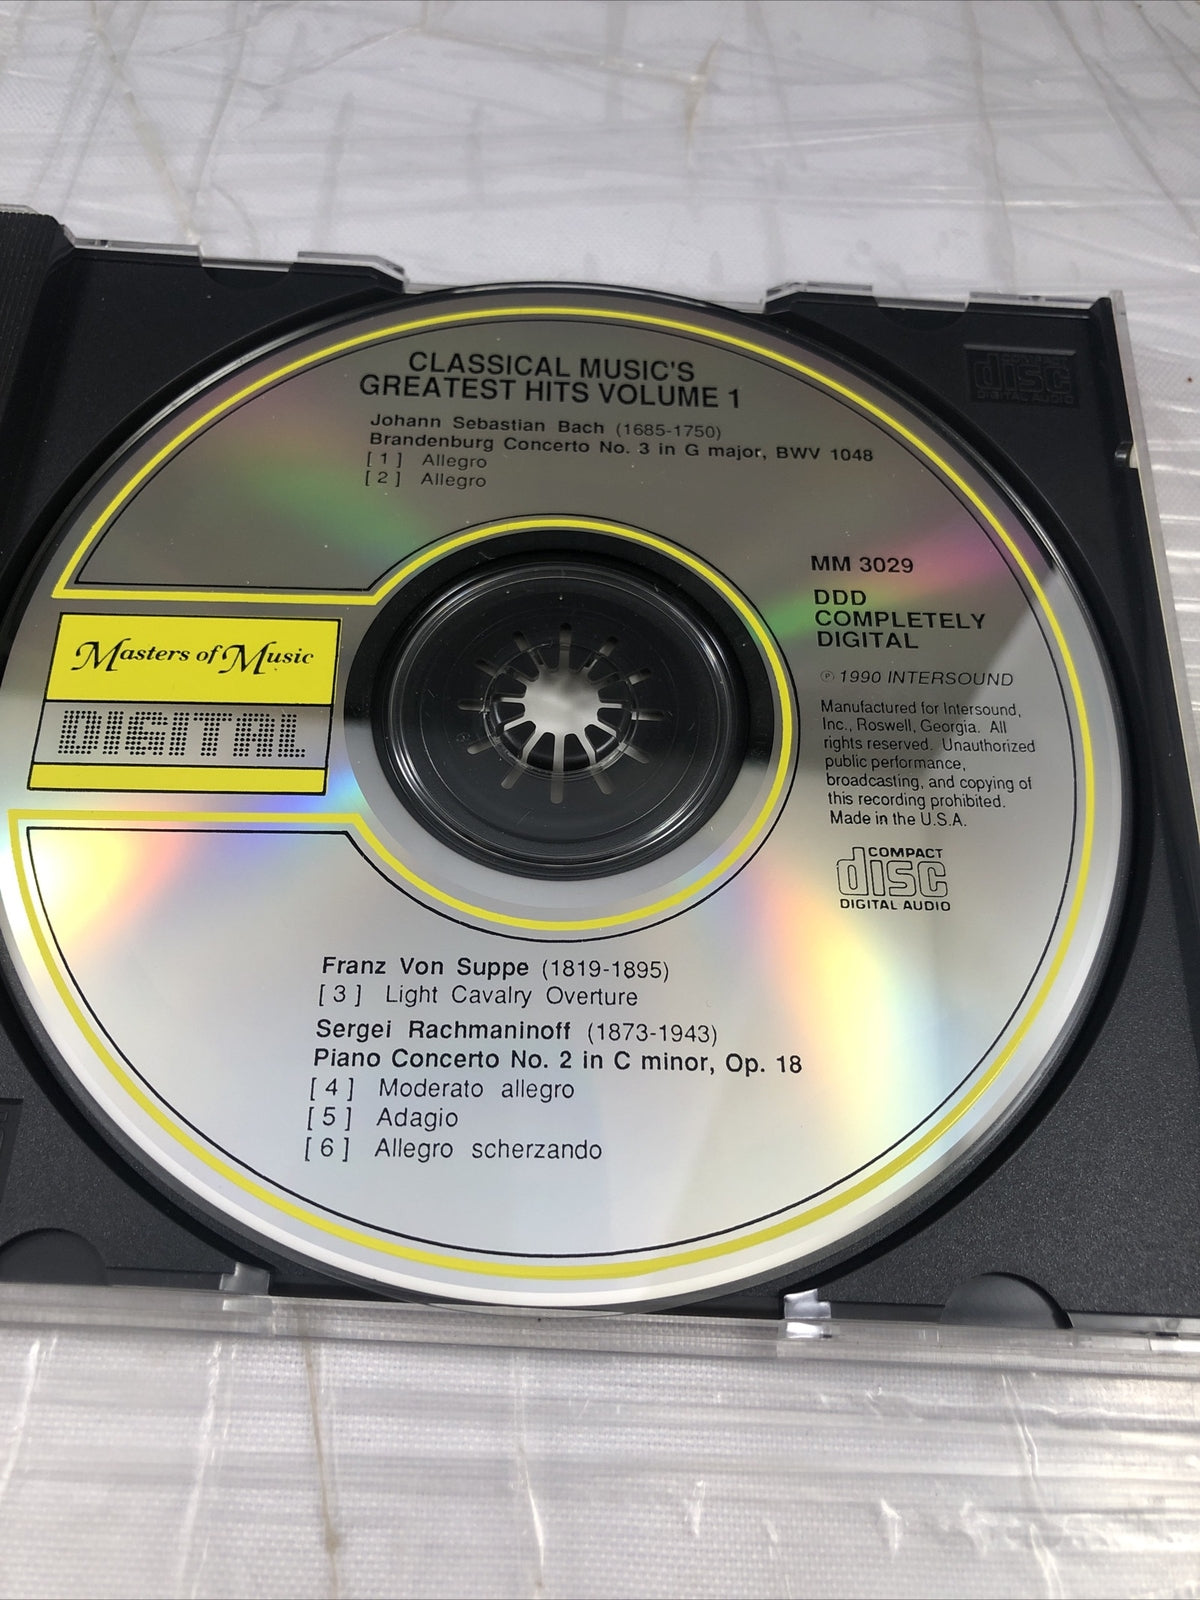 CLASSICAL MUSIC'S
GREATEST HITS VOLUME 1
Johann Sebastian Bach (1685-1750)
Brandenburg Concerto No. 3 in G major, BWV 1048
[ 1 ] Allegro
[ 2 ] Allegro
COMPACT
disc
DIGITAL AUDIO
MM 3029
DDD
COMPLETELY
DIGITAL
℗ 1990 INTERSOUND
Manufactured for Intersound,
Inc., Roswell, Georgia. All
rights reserved. Unauthorized
public performance,
broadcasting, and copying of
this recording prohibited.
Made in the U.S.A.
COMPACT
disc
DIGITAL AUDIO
Masters of Music
DIGITAL
Franz Von Suppe (1819-1895)
[ 3 ] Light Cavalry Overture
Sergei Rachmaninoff (1873-1943)
Piano Concerto No. 2 in C minor, Op. 18
[ 4 ] Moderato allegro
[ 5 ] Adagio
[ 6 ] Allegro scherzando